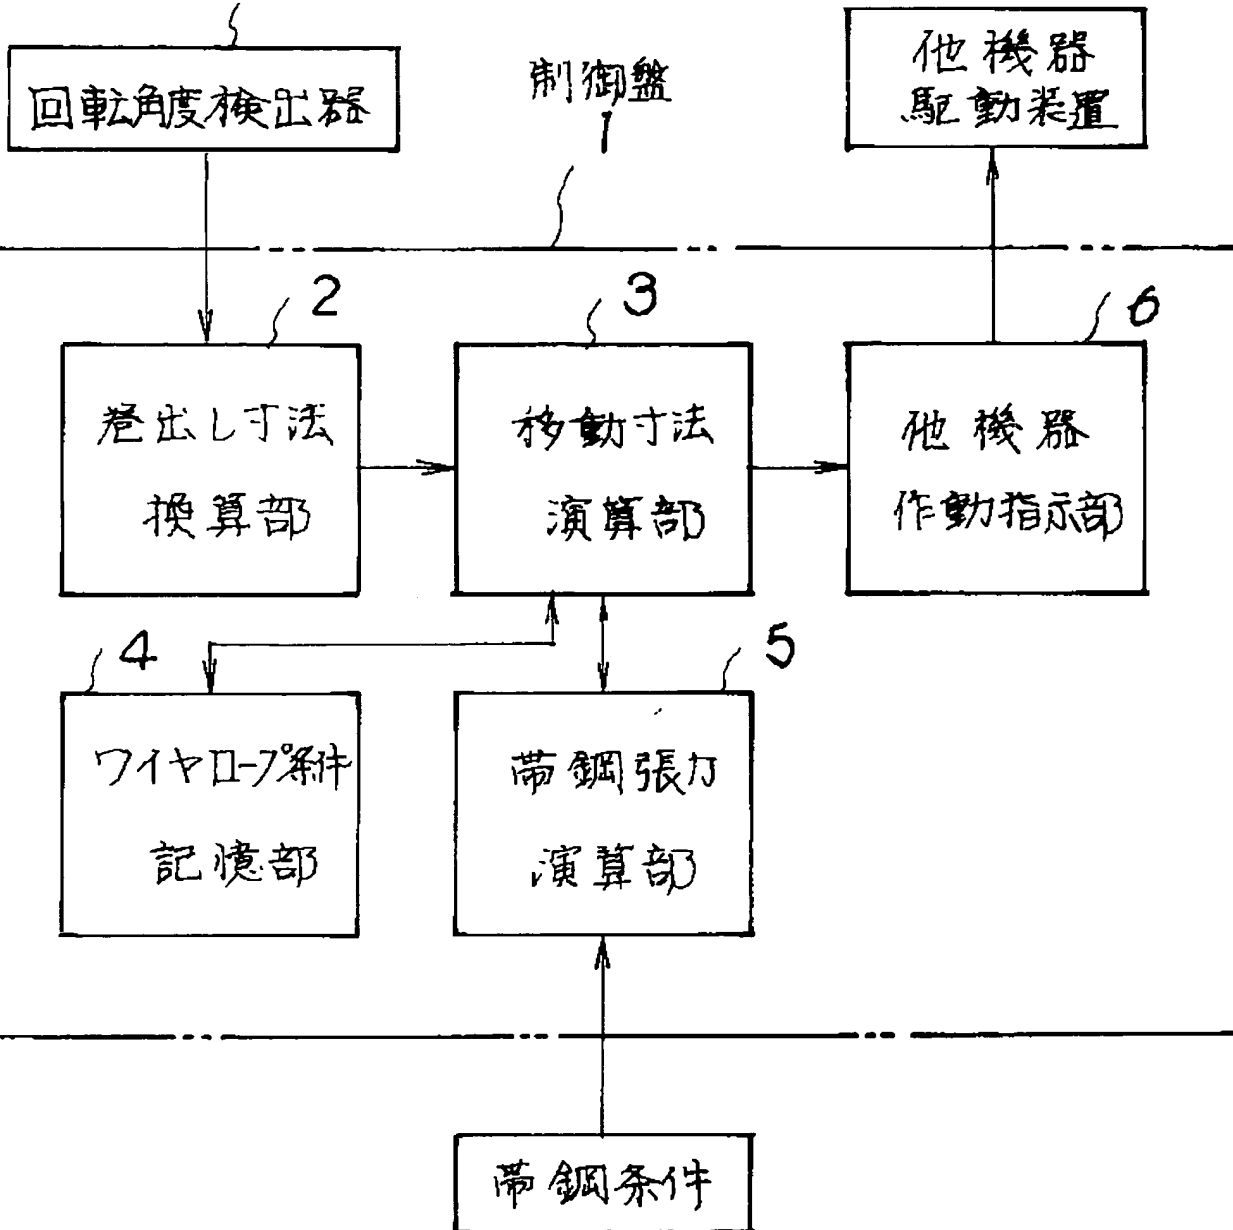 回転角度検出器
制御盤
1
他機器
駆動装置
2
巻出し寸法
換算部
3
移動寸法
演算部
6
他機器
作動指示部
4
ワイヤロープ条件
記憶部
5
帯鋼張力
演算部
帯鋼条件